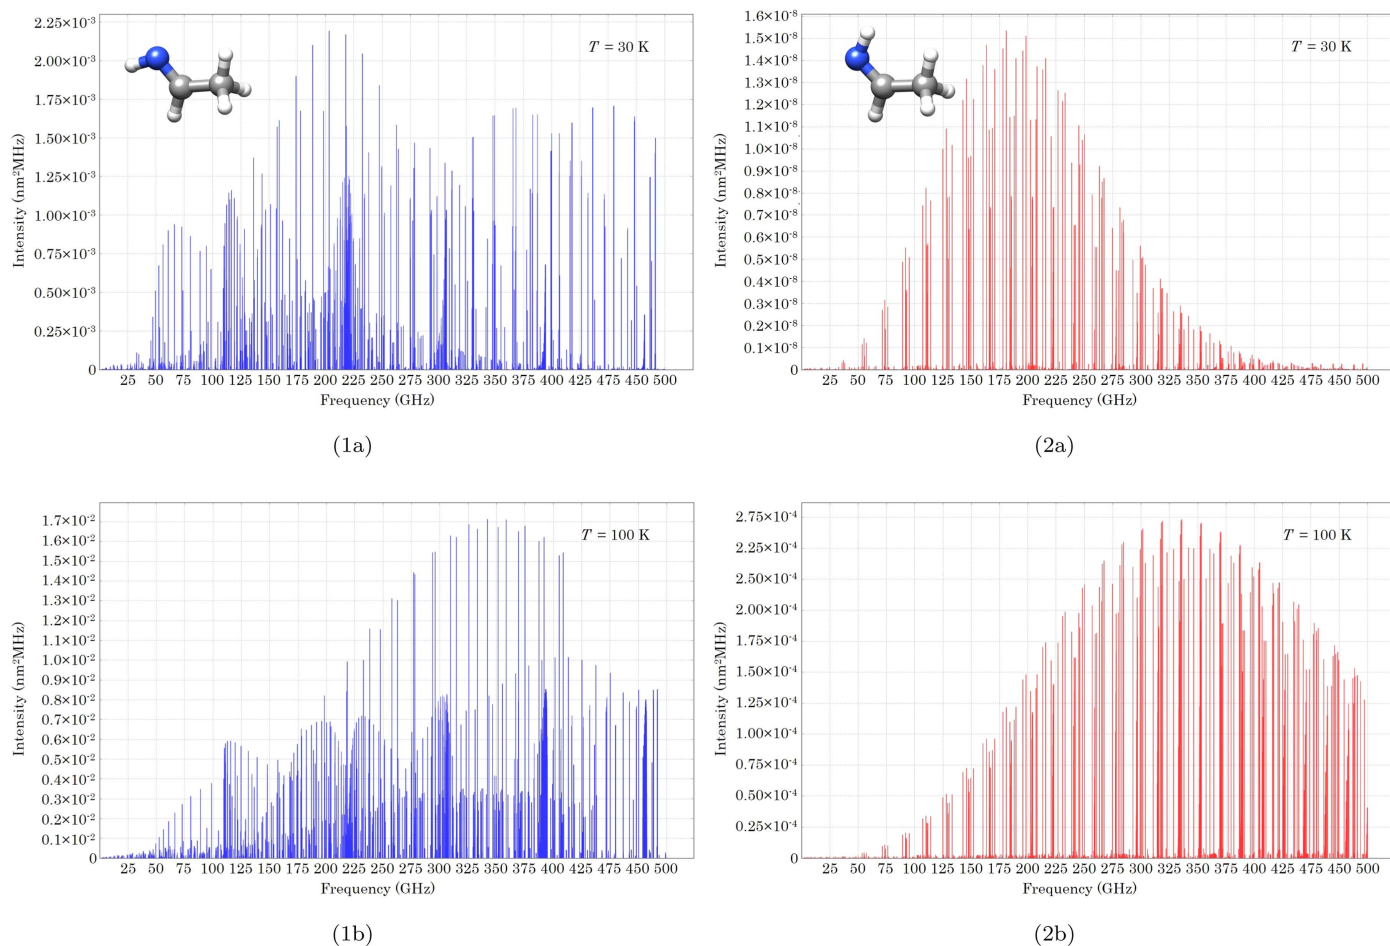 2.25×10⁻³
2.00×10⁻³
1.75×10⁻³
1.50×10⁻³
1.25×10⁻³
1.00×10⁻³
0.75×10⁻³
0.50×10⁻³
0.25×10⁻³
0
Intensity (nm²MHz)
T = 30 K
25 50 75 100 125 150 175 200 225 250 275 300 325 350 375 400 425 450 475 500
Frequency (GHz)
(1a)
1.6×10⁻⁸
1.5×10⁻⁸
1.4×10⁻⁸
1.3×10⁻⁸
1.2×10⁻⁸
1.1×10⁻⁸
1.0×10⁻⁸
0.9×10⁻⁸
0.8×10⁻⁸
0.7×10⁻⁸
0.6×10⁻⁸
0.5×10⁻⁸
0.4×10⁻⁸
0.3×10⁻⁸
0.2×10⁻⁸
0.1×10⁻⁸
0
Intensity (nm²MHz)
T = 30 K
25 50 75 100 125 150 175 200 225 250 275 300 325 350 375 400 425 450 475 500
Frequency (GHz)
(2a)
1.7×10⁻²
1.6×10⁻²
1.5×10⁻²
1.4×10⁻²
1.3×10⁻²
1.2×10⁻²
1.1×10⁻²
1.0×10⁻²
0.9×10⁻²
0.8×10⁻²
0.7×10⁻²
0.6×10⁻²
0.5×10⁻²
0.4×10⁻²
0.3×10⁻²
0.2×10⁻²
0.1×10⁻²
0
Intensity (nm²MHz)
T = 100 K
25 50 75 100 125 150 175 200 225 250 275 300 325 350 375 400 425 450 475 500
Frequency (GHz)
(1b)
2.75×10⁻⁴
2.25×10⁻⁴
2.50×10⁻⁴
2.00×10⁻⁴
1.75×10⁻⁴
1.50×10⁻⁴
1.25×10⁻⁴
1.00×10⁻⁴
0.75×10⁻⁴
0.50×10⁻⁴
0.25×10⁻⁴
0
Intensity (nm²MHz)
T = 100 K
25 50 75 100 125 150 175 200 225 250 275 300 325 350 375 400 425 450 475 500
Frequency (GHz)
(2b)